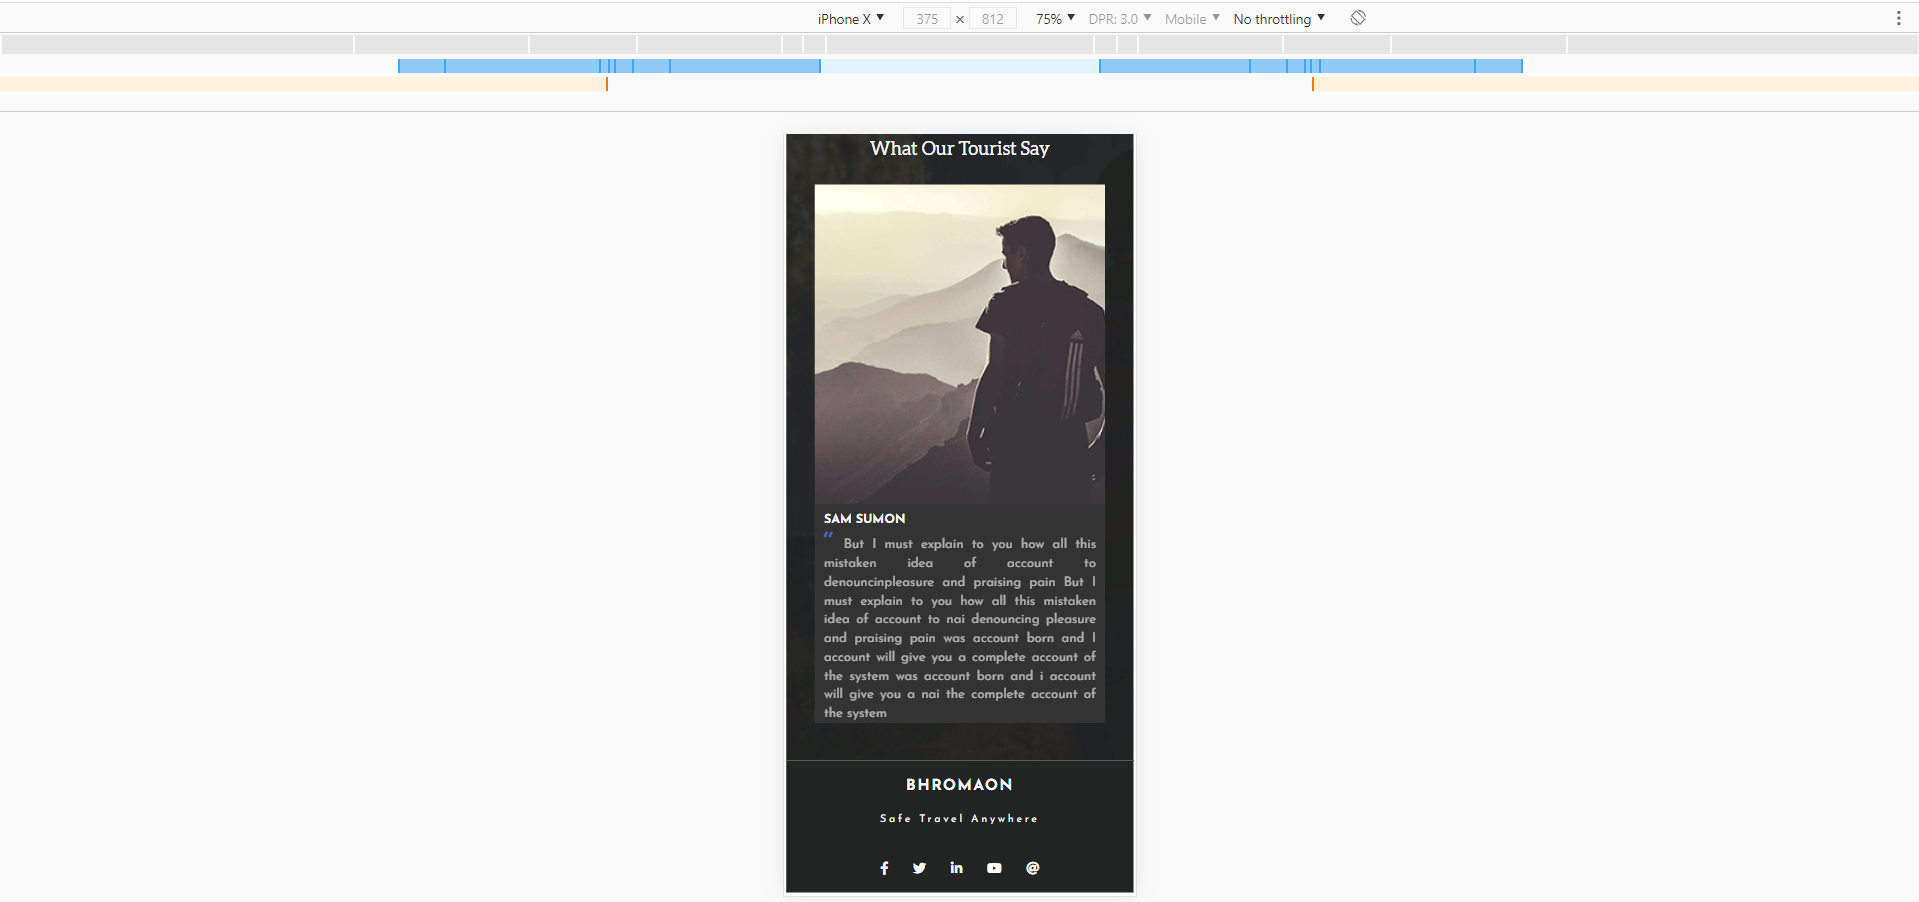 iPhone X 375 × 812 75% DPR: 3.0 Mobile No throttling
What Our Tourist Say
SAM SUMON
“ But I must explain to you how all this
mistaken idea of account to
denouncinpleasure and praising pain But I
must explain to you how all this mistaken
idea of account to nai denouncing pleasure
and praising pain was account born and I
account will give you a complete account of
the system was account born and i account
will give you a nai the complete account of
the system
BHROMAON
Safe Travel Anywhere